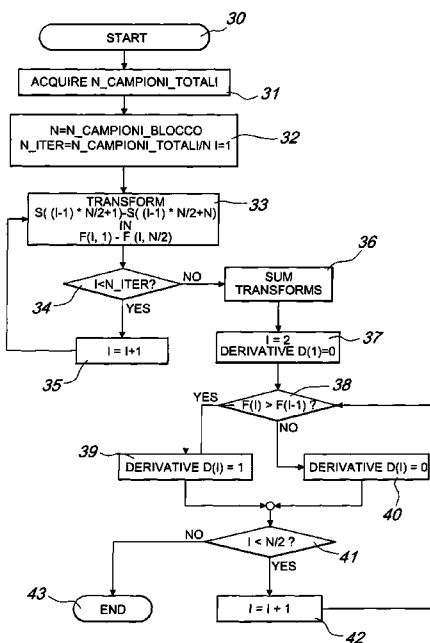 START
30
ACQUIRE N_CAMPIONI_TOTALI
31
N=N_CAMPIONI_BLOCCO
N_ITER=N_CAMPIONI_TOTALI/N I=1
32
TRANSFORM
S( (I-1) * N/2+1)-S( (I-1) * N/2+N)
IN
F(I, 1) - F (I, N/2)
33
I<N_ITER?
34
NO
YES
I = I+1
35
SUM
TRANSFORMS
36
I = 2
DERIVATIVE D(1)=0
37
F(I) > F(I-1) ?
38
YES
NO
39
DERIVATIVE D(I) = 1
DERIVATIVE D(I) = 0
40
I < N/2 ?
41
NO
YES
43
END
I = I + 1
42